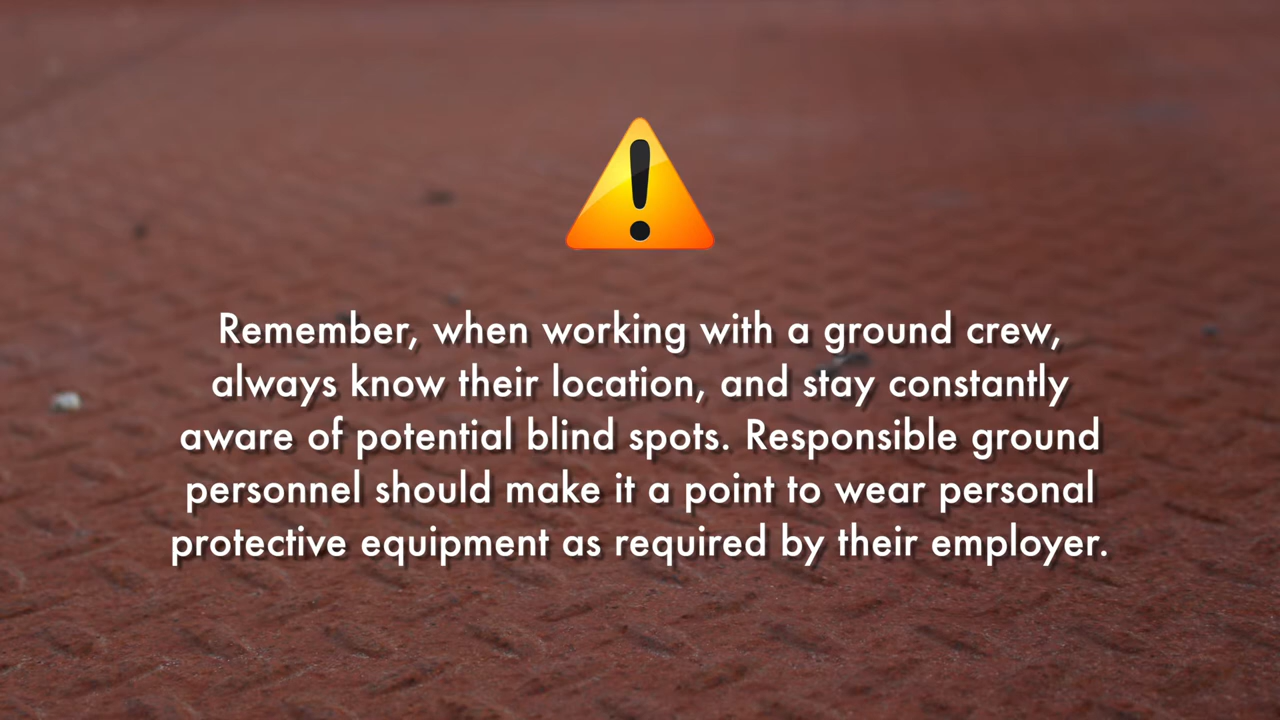 Remember, when working with a ground crew,
always know their location, and stay constantly
aware of potential blind spots. Responsible ground
personnel should make it a point to wear personal
protective equipment as required by their employer.